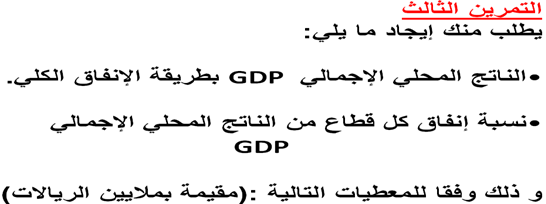 التمرين الثالث
يطلب منك إيجاد ما يلي:
•الناتج المحلي الإجمالي GDP بطريقة الإنفاق الكلي.
•نسبة إنفاق كل قطاع من الناتج المحلي الإجمالي
GDP
و ذلك وفقا للمعطيات التالية :(مقيمة بملايين الريالات)